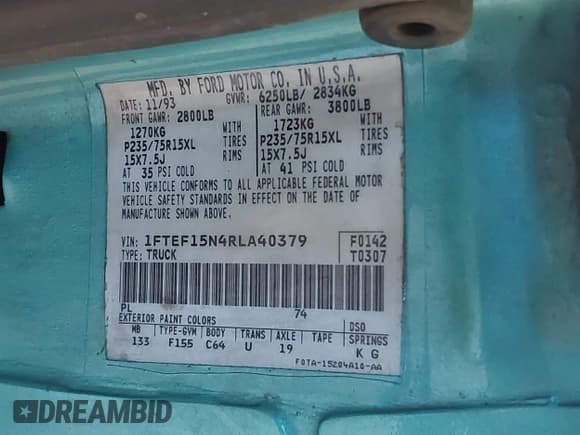 MFD. BY FORD MOTOR CO. IN U.S.A.
DATE: 11/93 GVWR: 6250LB/ 2834KG
FRONT GAWR: 2800LB REAR GAWR: 3800LB
1270KG WITH 1723KG WITH
P235/75R15XL TIRES P235/75R15XL TIRES
15X7.5J RIMS 15X7.5J RIMS
AT 35 PSI COLD AT 41 PSI COLD
THIS VEHICLE CONFORMS TO ALL APPLICABLE FEDERAL MOTOR
VEHICLE SAFETY STANDARDS IN EFFECT ON THE DATE OF
MANUFACTURE SHOWN ABOVE.
VIN: 1FTEF15N4RLA40379 F0142
TYPE: TRUCK T0307
PL 74
EXTERIOR PAINT COLORS DSO
WB TYPE-GVM BODY TRANS AXLE TAPE SPRINGS
133 F155 C64 U 19 K G
F0TA-15204A10-AA
DREAMBID